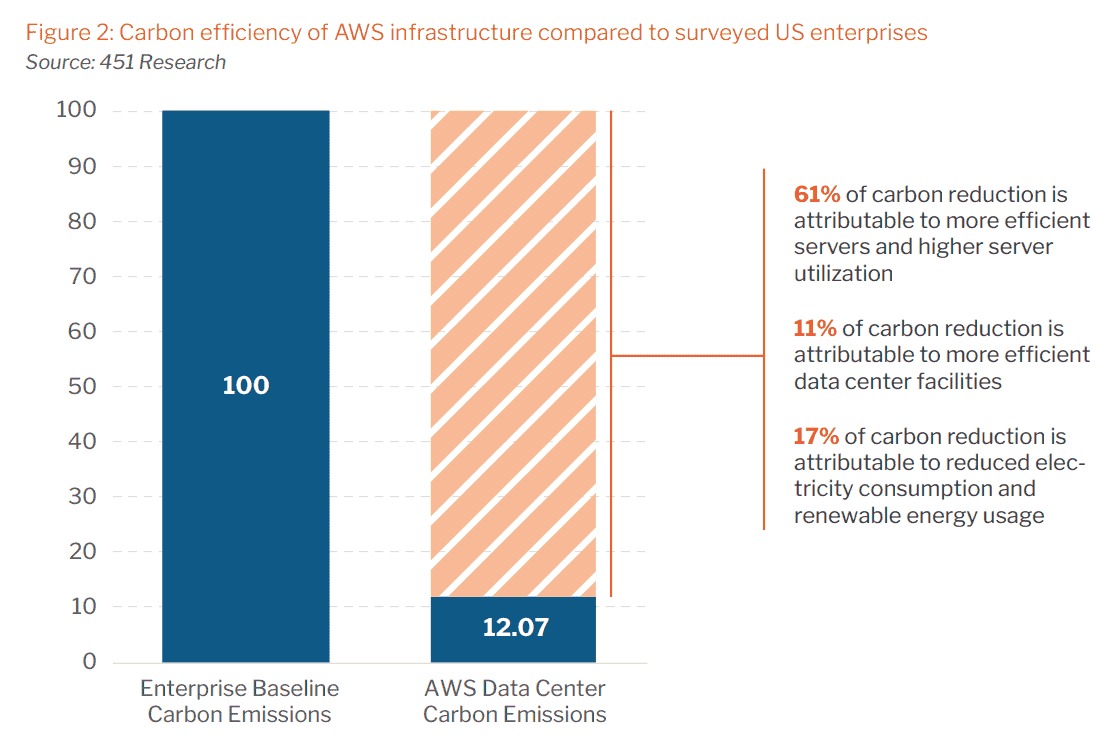 Figure 2: Carbon efficiency of AWS infrastructure compared to surveyed US enterprises
Source: 451 Research
100
90
80
70
60
50
40
30
20
10
0
100
12.07
Enterprise Baseline
Carbon Emissions
AWS Data Center
Carbon Emissions
61% of carbon reduction is
attributable to more efficient
servers and higher server
utilization
11% of carbon reduction is
attributable to more efficient
data center facilities
17% of carbon reduction is
attributable to reduced elec-
tricity consumption and
renewable energy usage